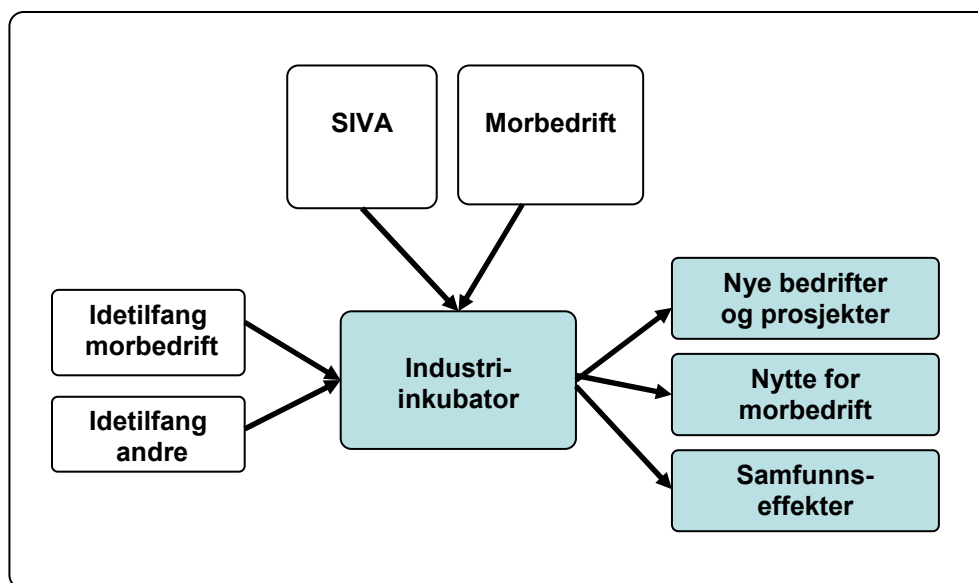 SIVA
Morbedrift
Idetilfang
morbedrift
Idetilfang
andre
Industri-
inkubator
Nye bedrifter
og prosjekter
Nytte for
morbedrift
Samfunns-
effekter